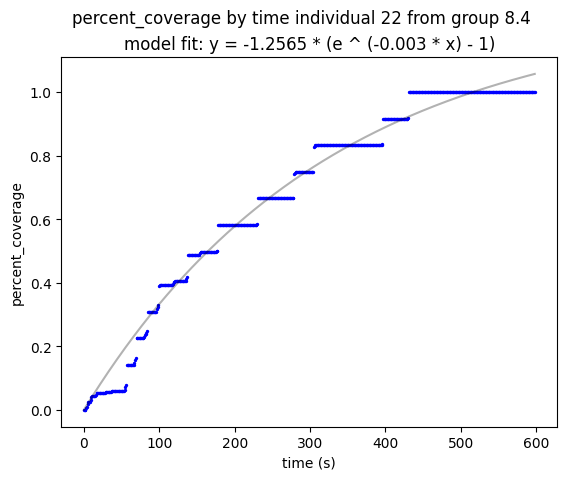 percent_coverage by time individual 22 from group 8.4
model fit: y = -1.2565 * (e ^ (-0.003 * x) - 1)
percent_coverage
1.0
0.8
0.6
0.4
0.2
0.0
0 100 200 300 400 500 600
time (s)